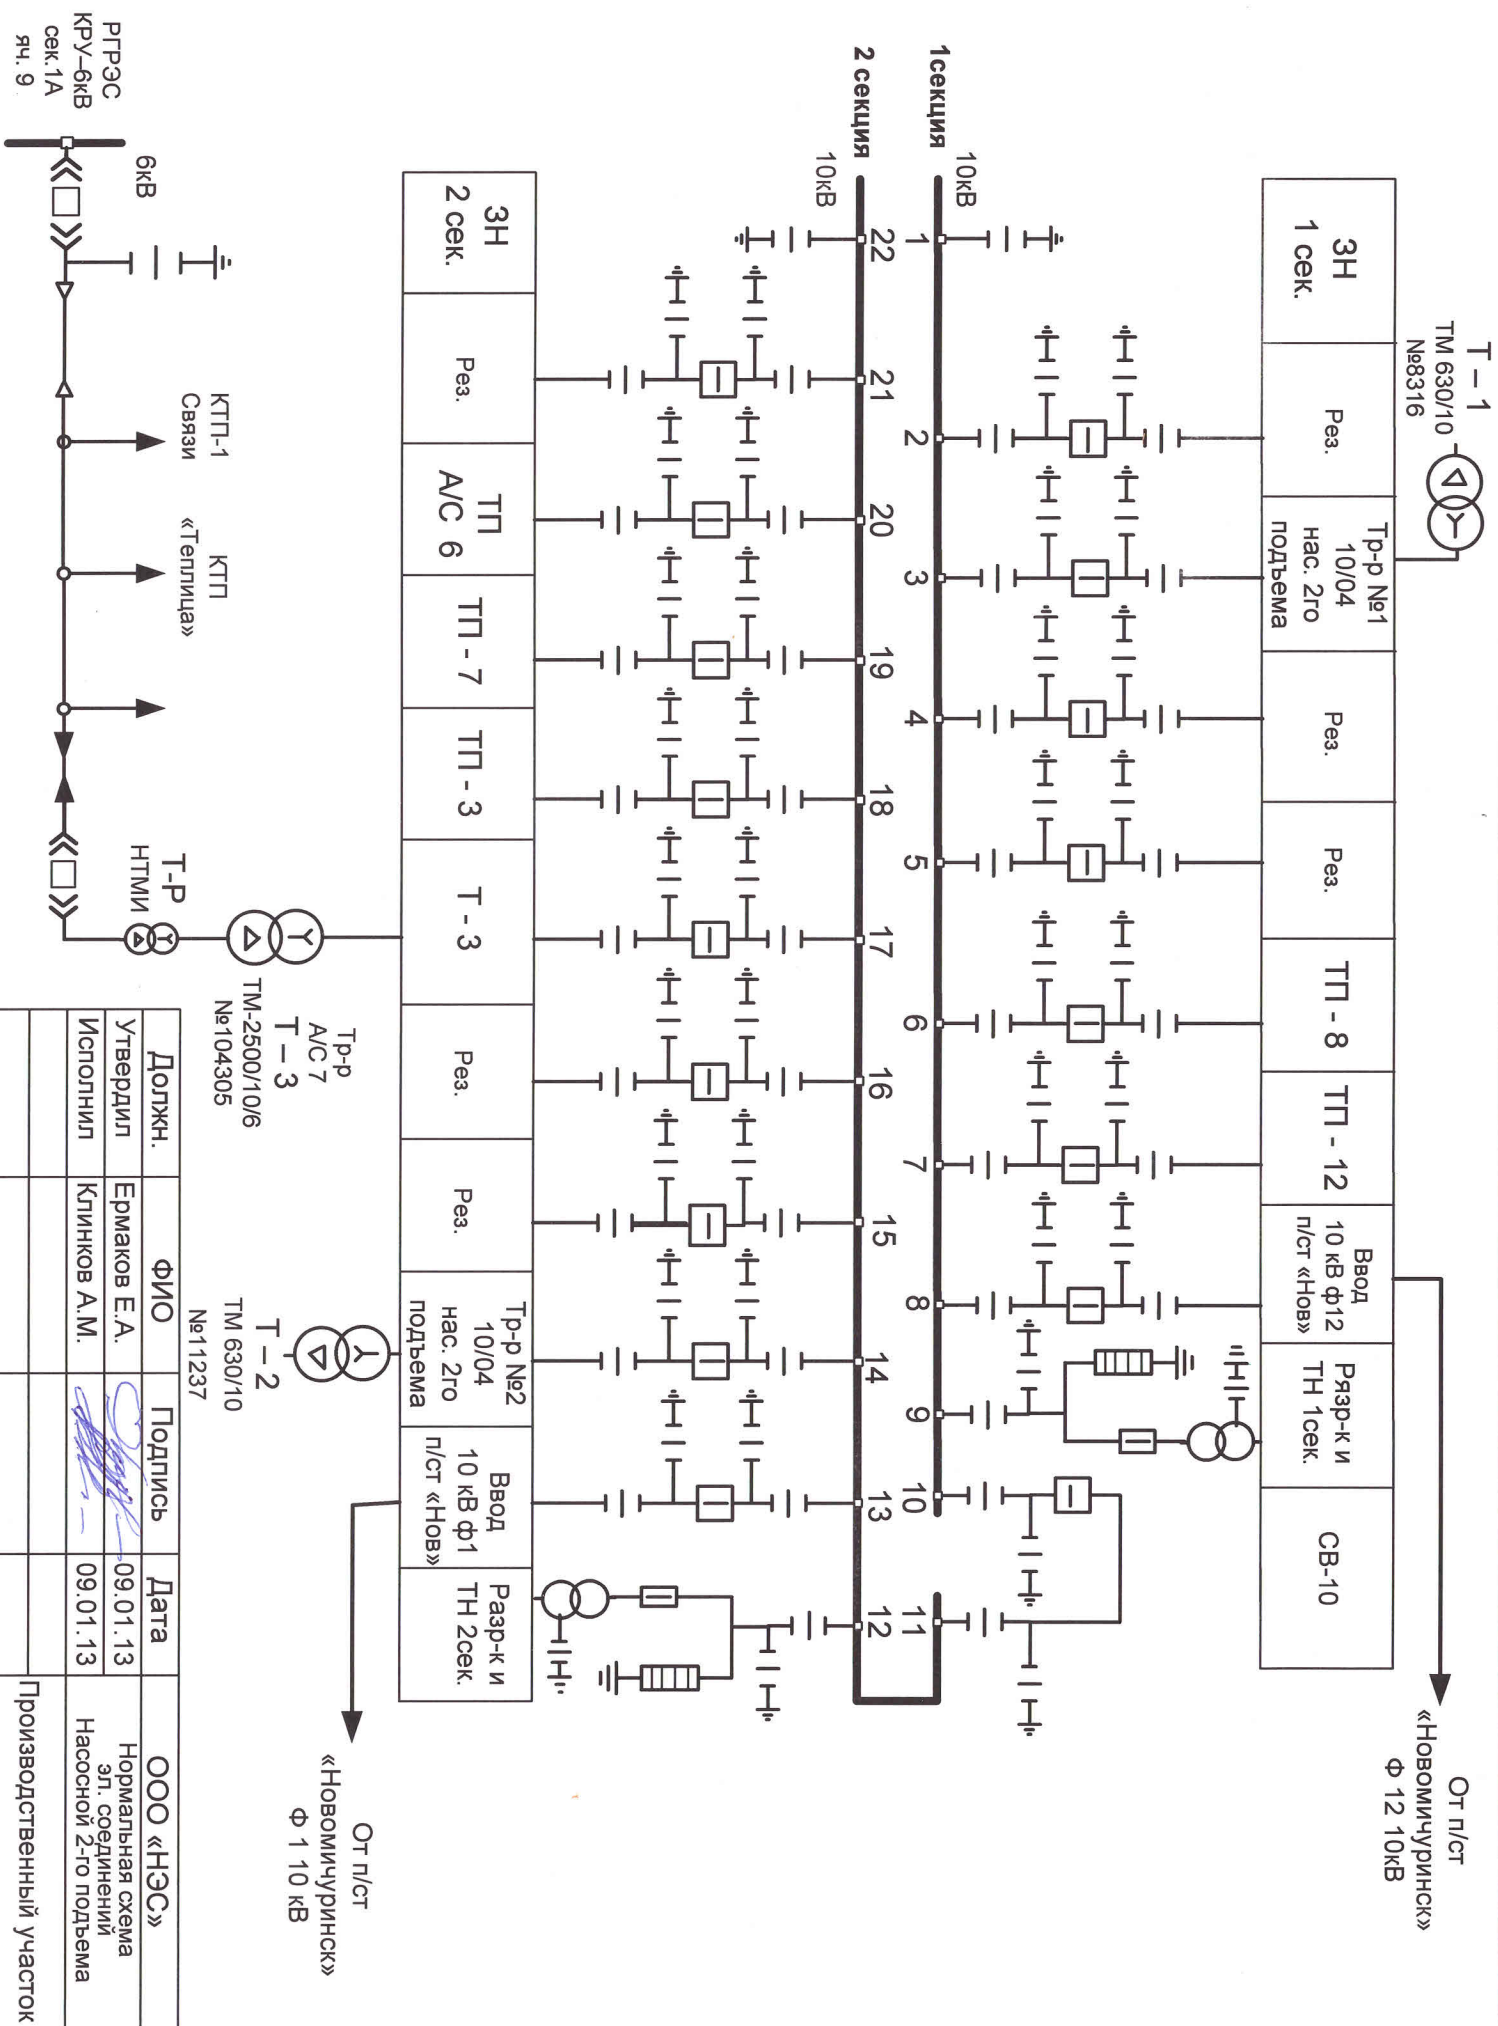 Т – 1
ТМ 630/10
№8316
ЗН
1 сек.
Рез.
Тр-р №1
10/04
нас. 2го
подъема
Рез.
Рез.
ТП - 8
ТП - 12
Ввод
10 кВ ф12
п/ст «Нов»
Рязр-к и
ТН 1сек.
СВ-10
От п/ст
«Новомичуринск»
Ф 12 10кВ
10кВ
1секция
1
2
3
4
5
6
7
8
9
10
11
2 секция
10кВ
22
21
20
19
18
17
16
15
14
13
12
ЗН
2 сек.
Рез.
ТП
А/С 6
ТП - 7
ТП - 3
Т - 3
Рез.
Рез.
Тр-р №2
10/04
нас. 2го
подъема
Ввод
10 кВ ф1
п/ст «Нов»
Разр-к и
ТН 2сек.
От п/ст
«Новомичуринск»
Ф 1 10 кВ
Тр-р
А/С 7
Т – 3
ТМ-2500/10/6
№104305
Т – 2
ТМ 630/10
№11237
Т-Р
НТМИ
РГРЭС
КРУ–6кВ
сек.1А
яч. 9
6кВ
КТП-1
Связи
КТП
«Теплица»
Должн. ФИО Подпись Дата ООО «НЭС»
Утвердил Ермаков Е.А. 09.01.13
Исполнил Клинков А.М. 09.01.13
Нормальная схема
эл. соединений
Насосной 2-го подъема
Производственный участок